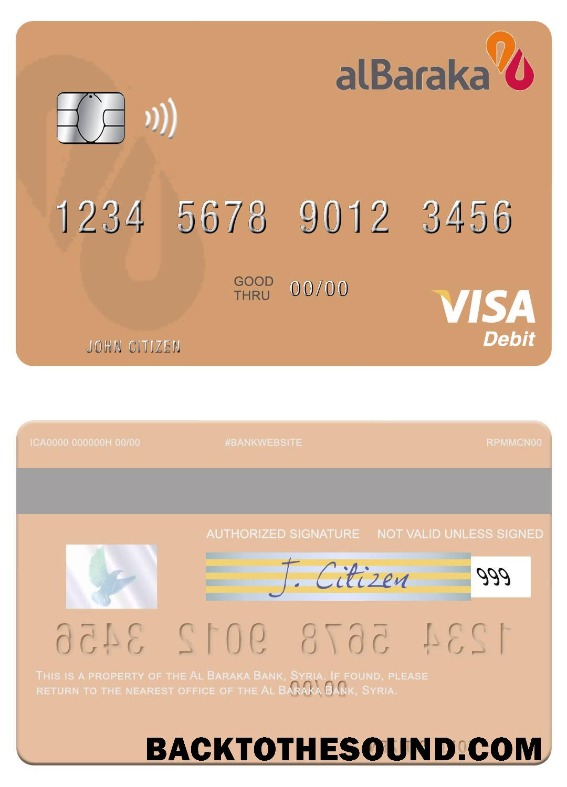 alBaraka
1234 5678 9012 3456
GOOD
THRU 00/00
VISA
Debit
JOHN CITIZEN
ICA0000 000000H 00/00 #BANKWEBSITE RPMMCN00
AUTHORIZED SIGNATURE NOT VALID UNLESS SIGNED
J. Citizen 999
1234 5678 9012 3456
THIS IS A PROPERTY OF THE AL BARAKA BANK, SYRIA. IF FOUND, PLEASE
RETURN TO THE NEAREST OFFICE OF THE AL BARAKA BANK, SYRIA.
00/00
BACKTOTHESOUND.COM